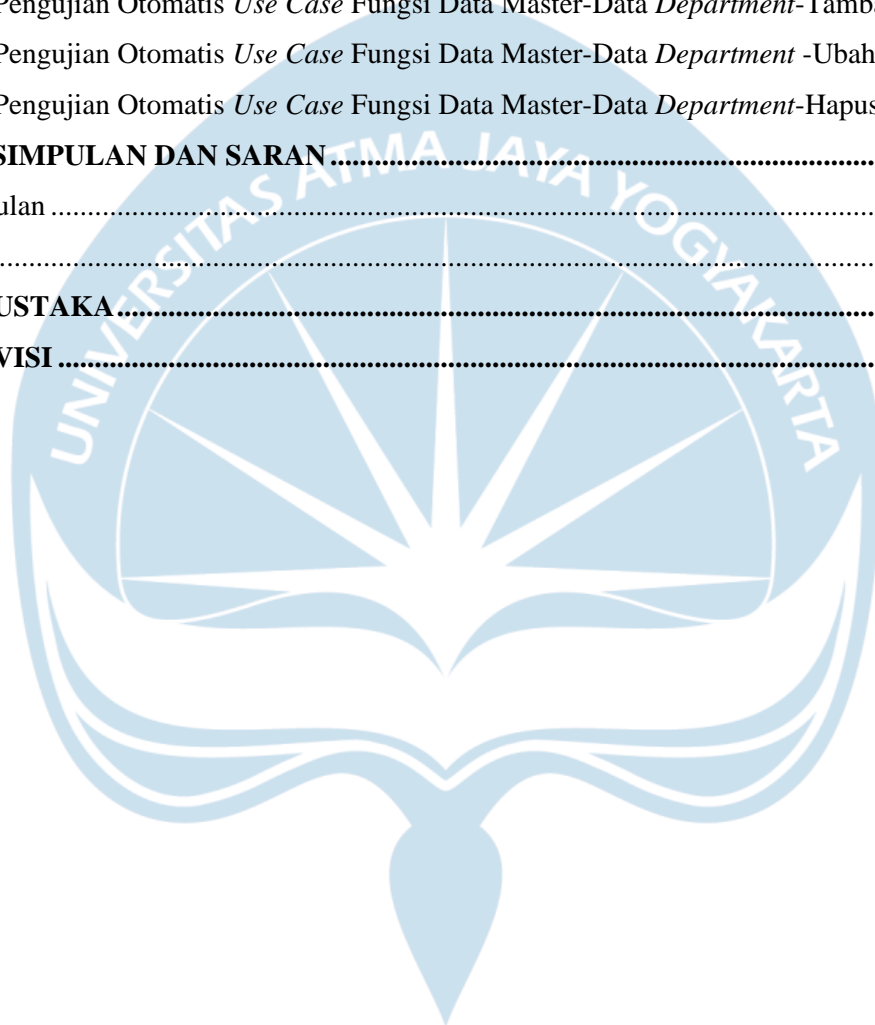 Pengujian Otomatis Use Case Fungsi Data Master-Data Department-Tamba
Pengujian Otomatis Use Case Fungsi Data Master-Data Department -Ubah
Pengujian Otomatis Use Case Fungsi Data Master-Data Department-Hapus
SIMPULAN DAN SARAN ................................................................
ulan ................................................................................................
................................................................................................
USTAKA ................................................................................
VISI ................................................................................................
UNIVERSITAS ATMA JAYA YOGYAKARTA